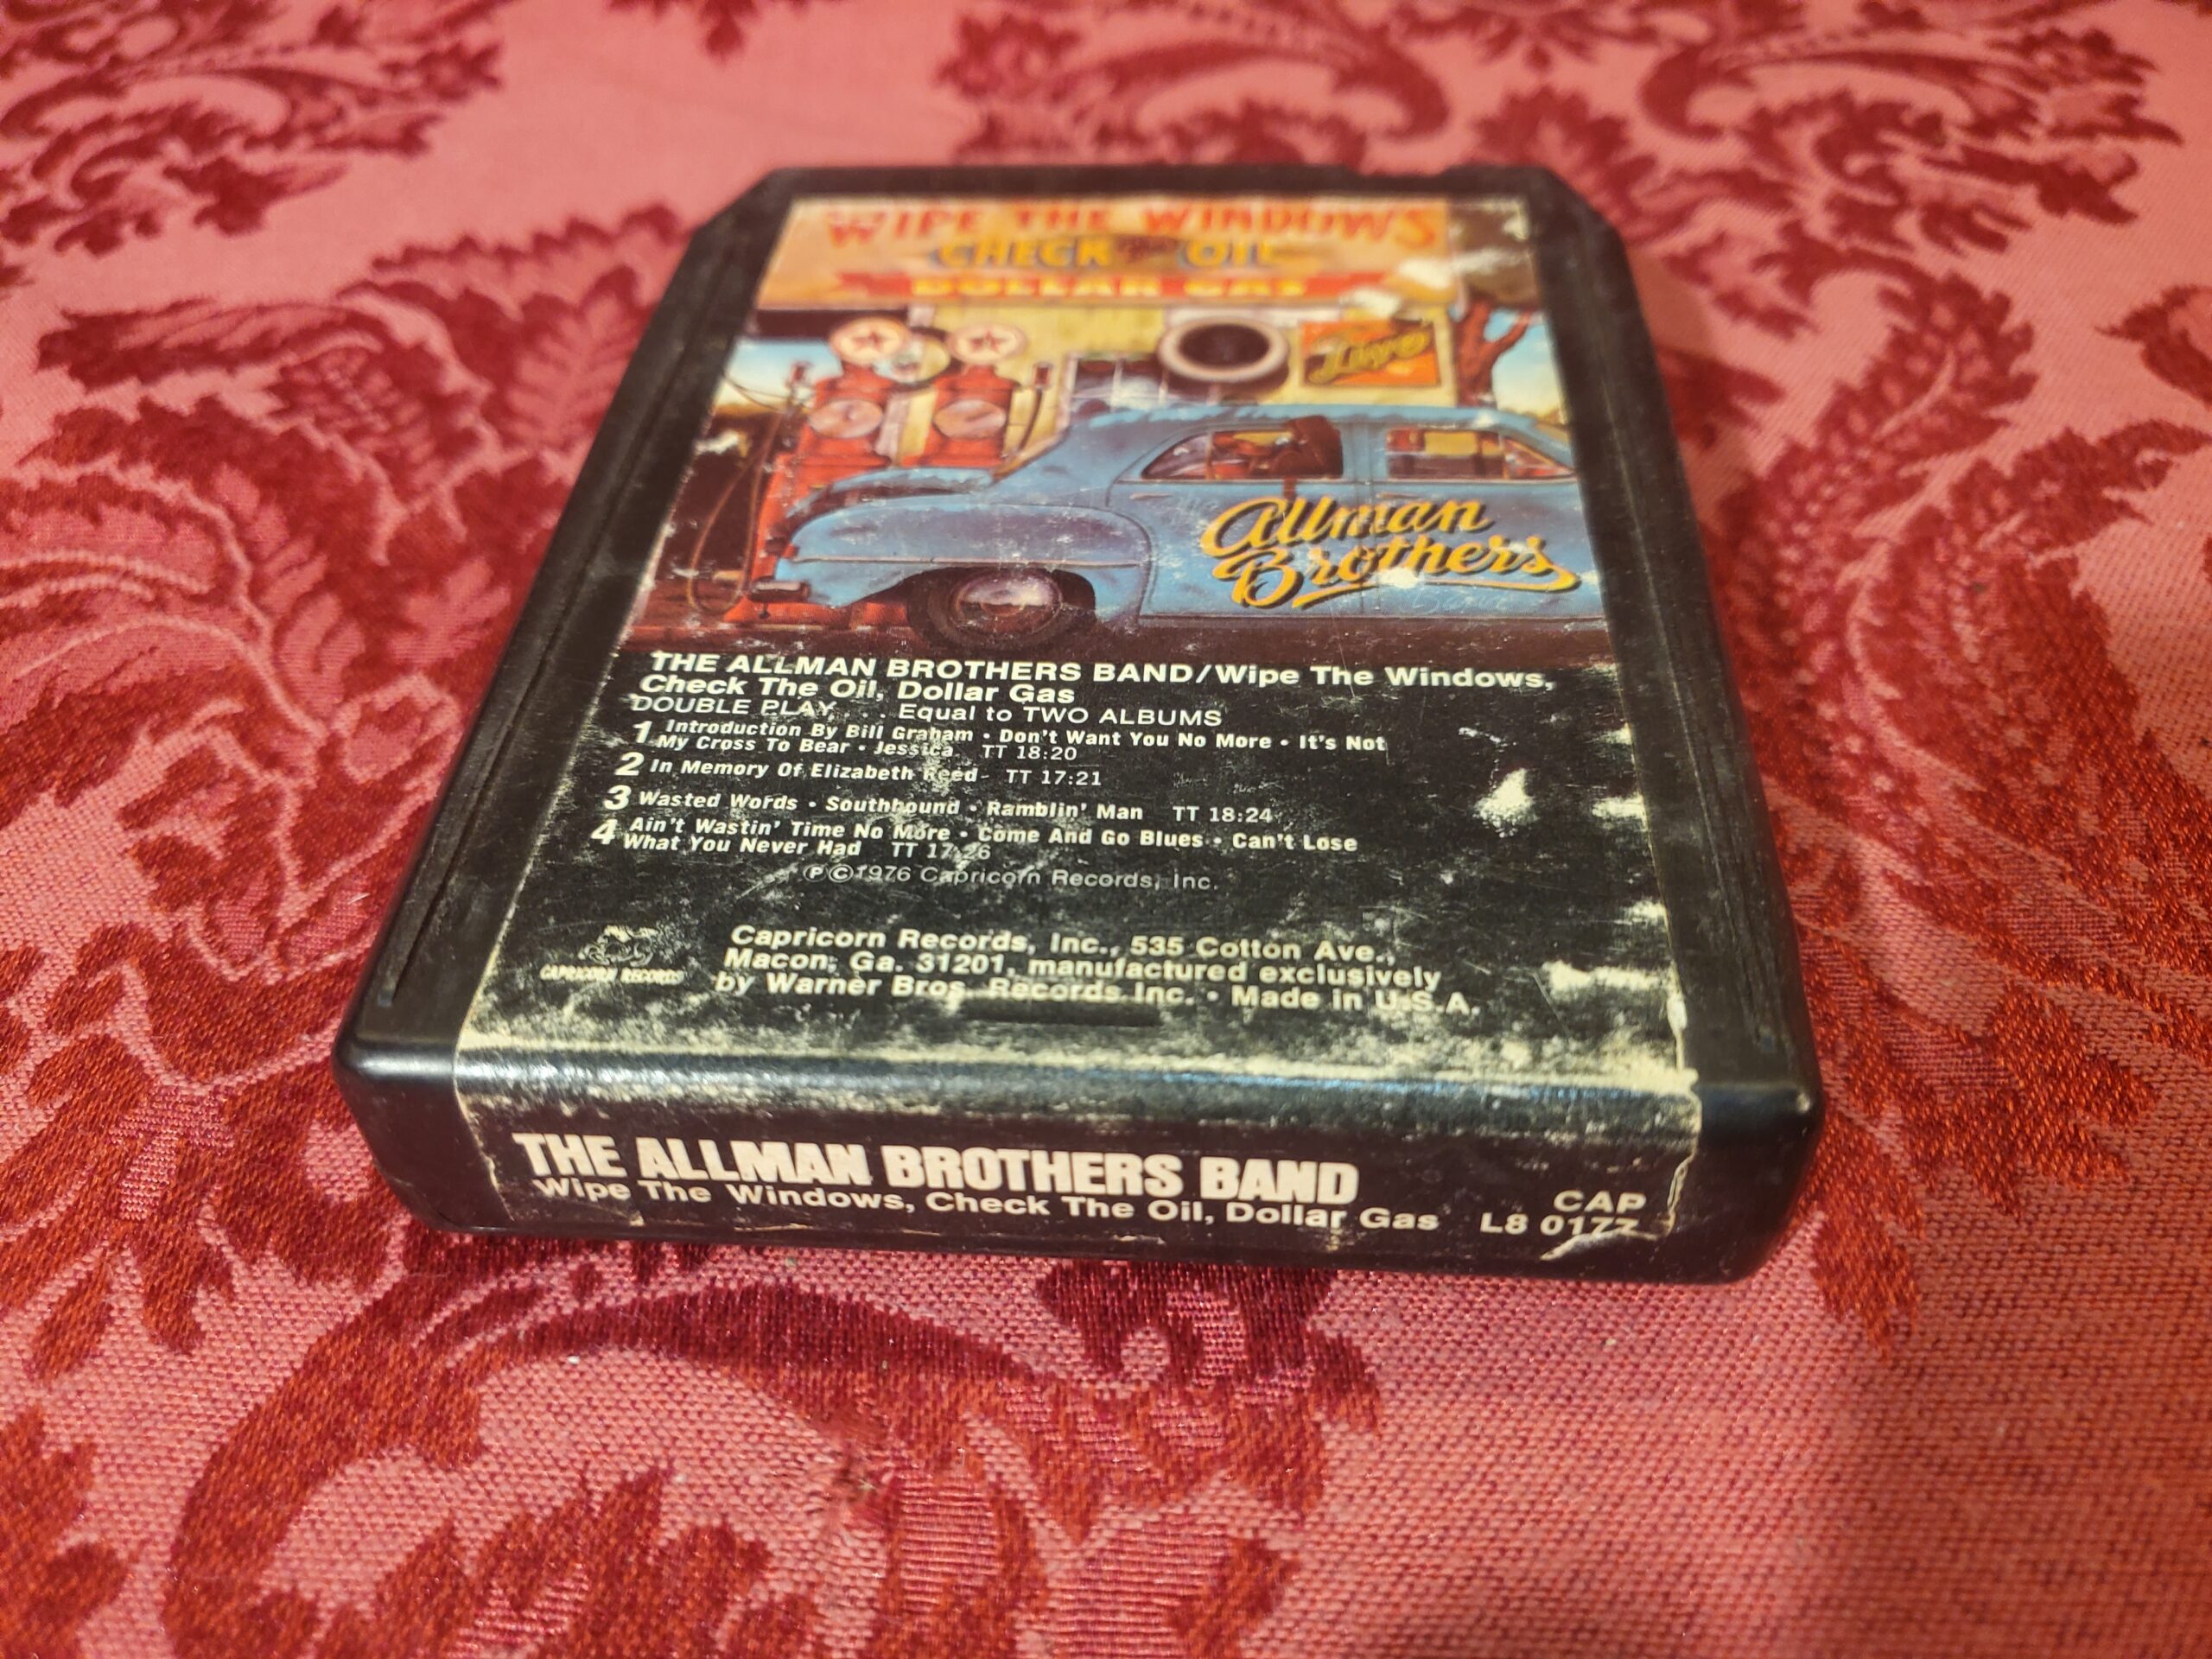 WIPE THE WINDOWS
CHECK THE OIL
DOLLAR GAS
Live
Allman
Brothers
Band
THE ALLMAN BROTHERS BAND/Wipe The Windows,
Check The Oil, Dollar Gas
DOUBLE PLAY . . . Equal to TWO ALBUMS
1 Introduction By Bill Graham • Don't Want You No More • It's Not
My Cross To Bear • Jessica TT 18:20
2 In Memory Of Elizabeth Reed TT 17:21
3 Wasted Words • Southbound • Ramblin' Man TT 18:24
4 Ain't Wastin' Time No More • Come And Go Blues • Can't Lose
What You Never Had TT 17:26
ⓅⒸ1976 Capricorn Records, Inc.
CAPRICORN RECORDS
Capricorn Records, Inc., 535 Cotton Ave.,
Macon, Ga. 31201, manufactured exclusively
by Warner Bros. Records Inc. • Made in U.S.A.
THE ALLMAN BROTHERS BAND
Wipe The Windows, Check The Oil, Dollar Gas
CAP
L8 0177